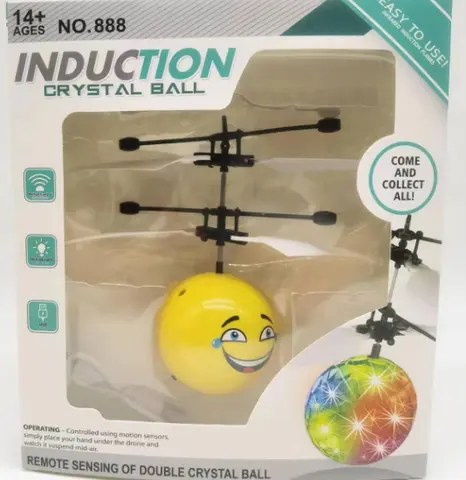 14+
AGES
NO.888
EASY TO USE!
INDUCTION
CRYSTAL BALL
COME
AND
COLLECT
ALL!
OPERATING – Controlled using motion sensors,
simply place your hand under the drone and
watch it suspend mid-air.
REMOTE SENSING OF DOUBLE CRYSTAL BALL